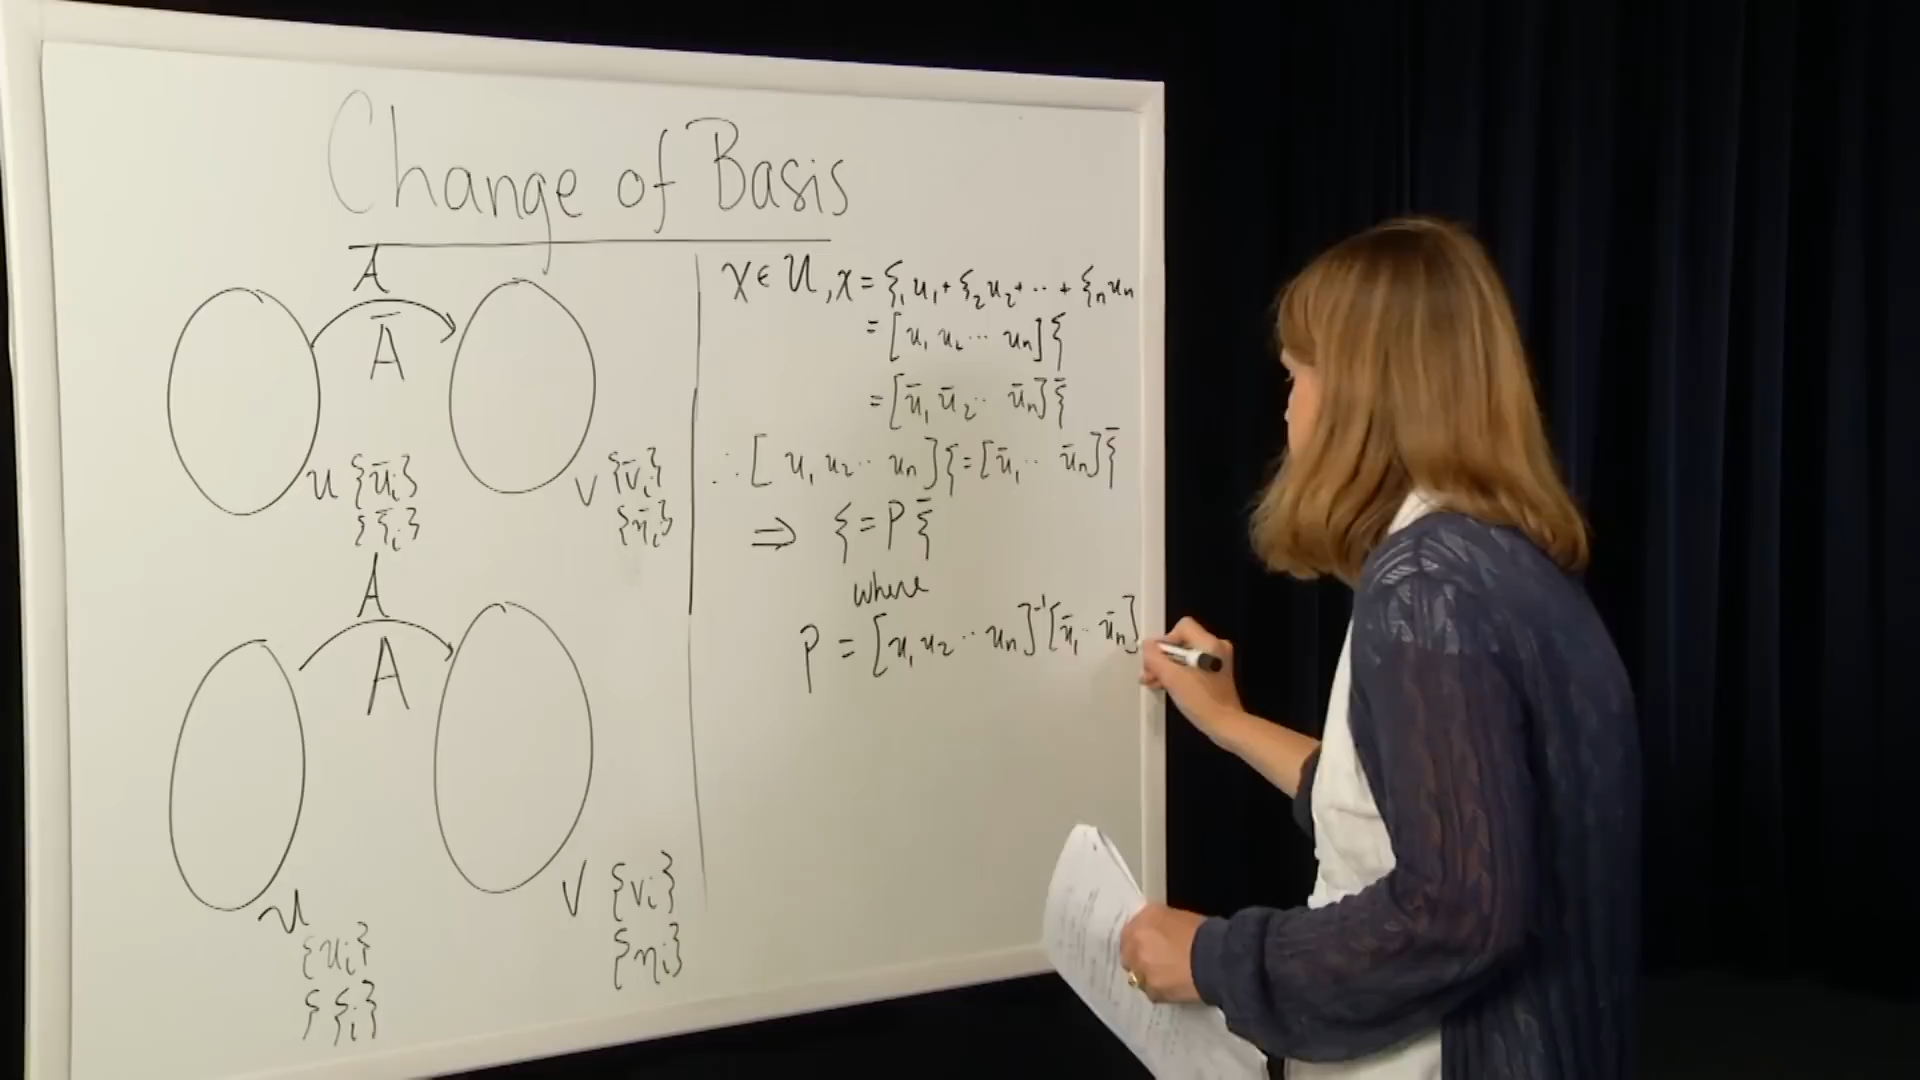 Change of Basis
A
Ā
U {ūᵢ}
{ξ̄ᵢ}
V {v̄ᵢ}
{η̄ᵢ}
A
A
U
{uᵢ}
{ξᵢ}
V {vᵢ}
{ηᵢ}
x ∈ U, x = ξ₁u₁ + ξ₂u₂ + ·· + ξₙuₙ
= [u₁ u₂ ··· uₙ] ξ
= [ū₁ ū₂ ·· ūₙ] ξ̄
∴ [u₁ u₂ ·· uₙ] ξ = [ū₁ ·· ūₙ] ξ̄
⇒ ξ = P ξ̄
where
P = [u₁ u₂ ·· uₙ]⁻¹ [ū₁ ·· ūₙ]